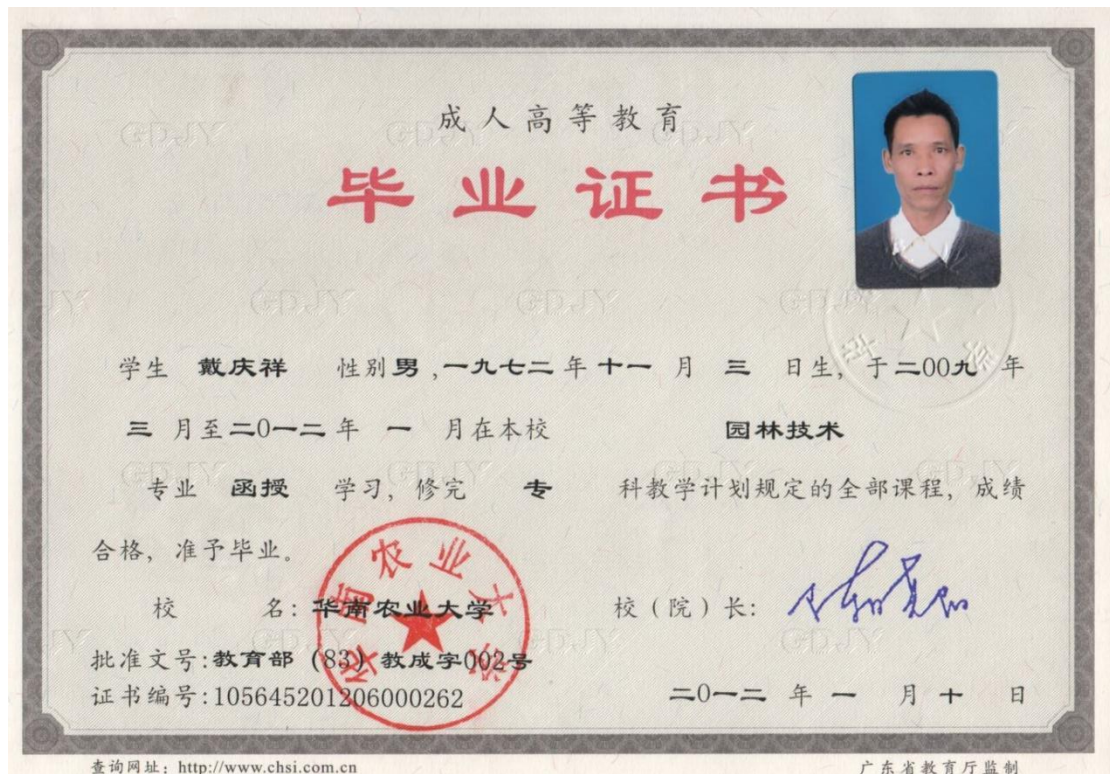 成人高等教育
毕业证书
学生 戴庆祥 性别男,一九七二年十一月三日生,于二00九年
三月至二0一二年一月在本校 园林技术
专业 函授 学习,修完 专 科教学计划规定的全部课程,成绩
合格,准予毕业。
校 名:华南农业大学 校(院)长:
批准文号:教育部(83)教成字002号
证书编号:105645201206000262 二0一二年一月十日
查询网址:http://www.chsi.com.cn 广东省教育厅监制
华南农业大学
GDJY